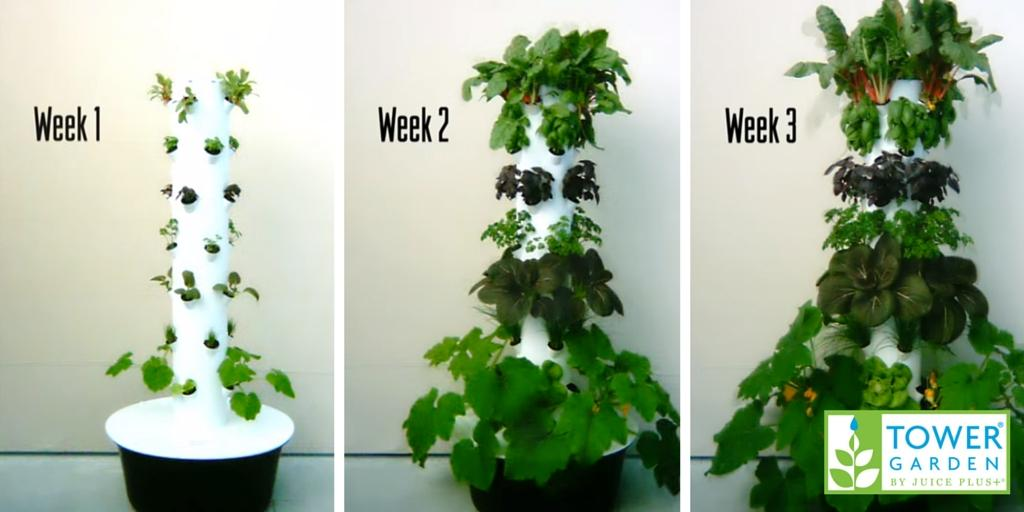 Week 1
Week 2
Week 3
TOWER®
GARDEN
BY JUICE PLUS+®